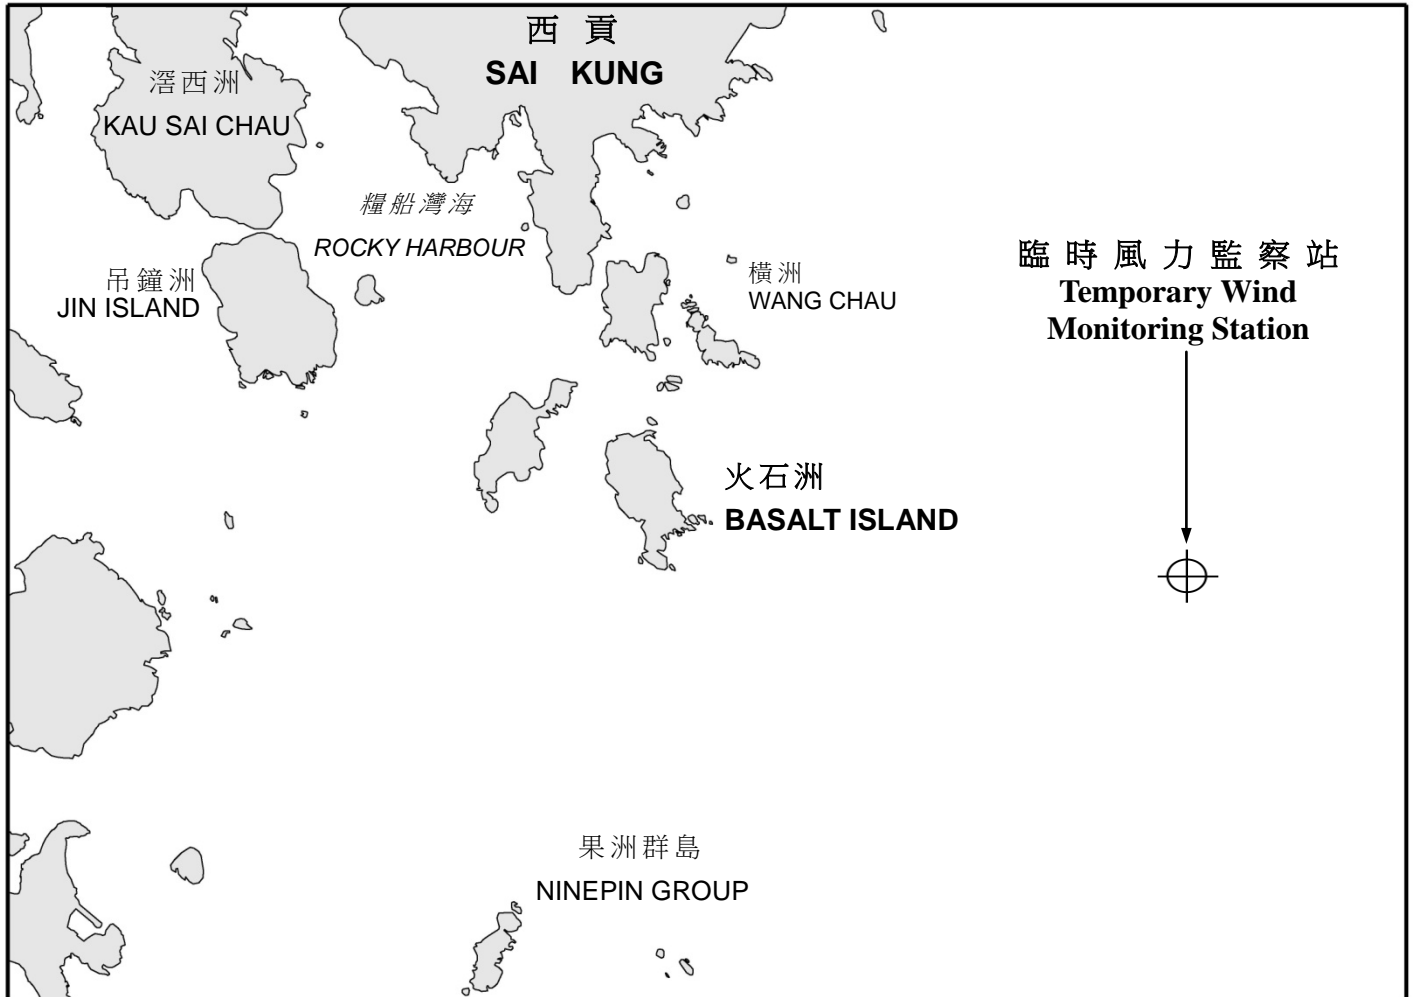 西 貢
SAI KUNG
滘西洲
KAU SAI CHAU
糧船灣海
ROCKY HARBOUR
吊鐘洲
JIN ISLAND
橫洲
WANG CHAU
臨時風力監察站
Temporary Wind
Monitoring Station
火石洲
BASALT ISLAND
果洲群島
NINEPIN GROUP